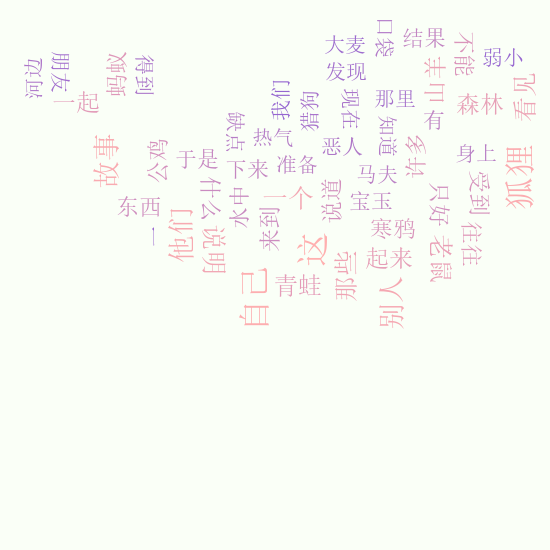 口袋
大麦
结果
不能
弱小
河边
朋友
蚂蚁
得到
发现
羊
看见
一起
我们
猎狗
现在
那里
山
森林
有
缺点
热气
知道
恶人
许多
故事
公鸡
于是
下来
准备
马夫
身上
狐狸
什么
水中
一个
说道
宝玉
只好
受到
东西
一
他们
说明
来到
这
寒鸦
老鼠
往往
自己
青蛙
那些
起来
别人